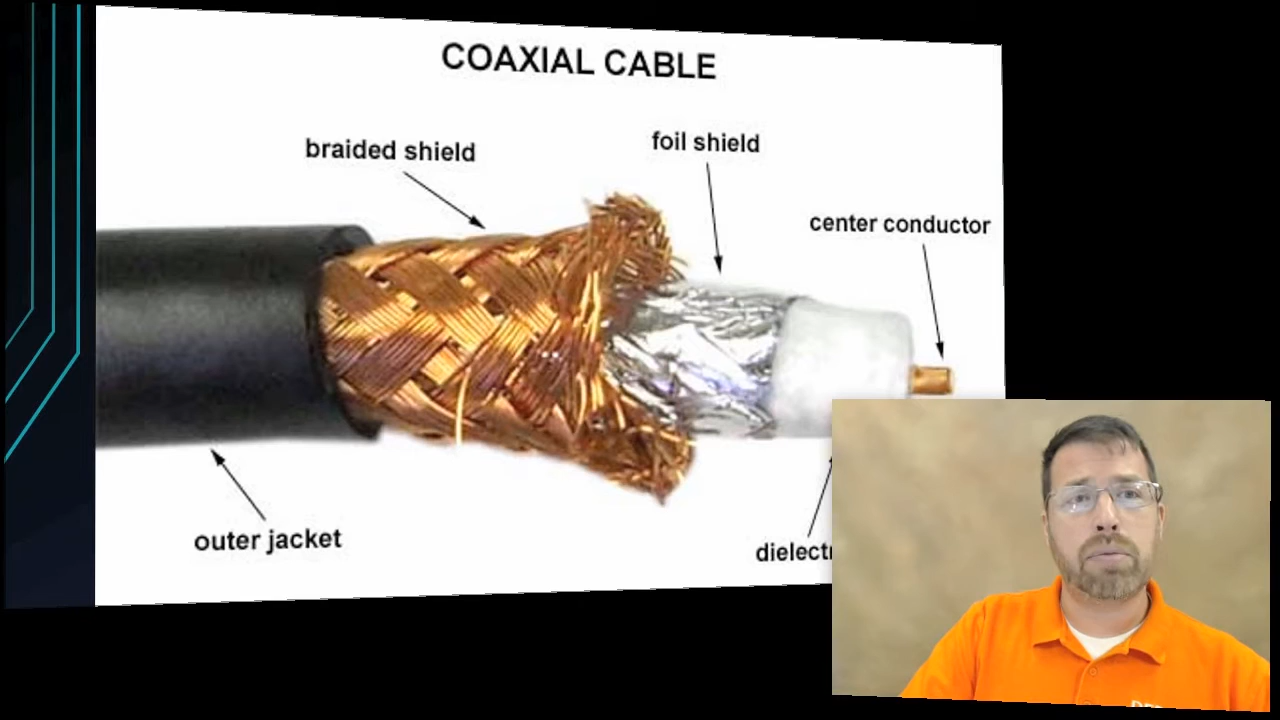 COAXIAL CABLE
braided shield
foil shield
center conductor
outer jacket